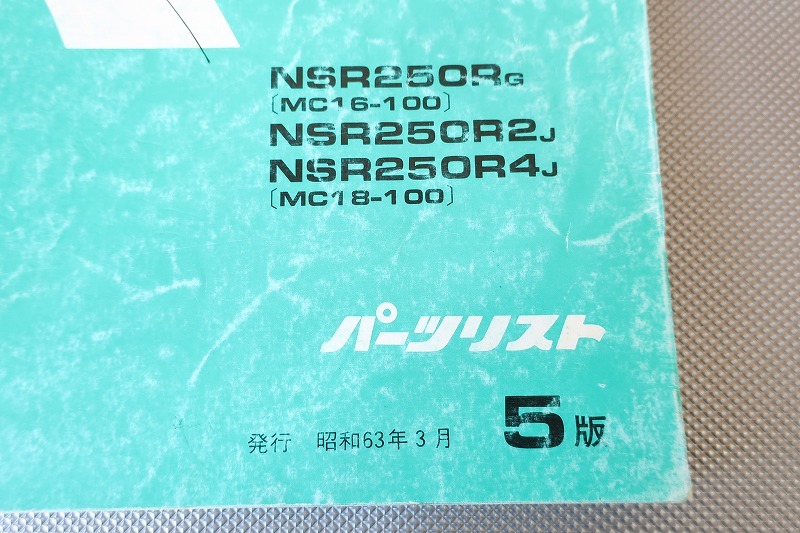 NSR250RG
〔MC16-100〕
NSR250R2J
NSR250R4J
〔MC18-100〕
パーツリスト
発行 昭和63年3月 5版